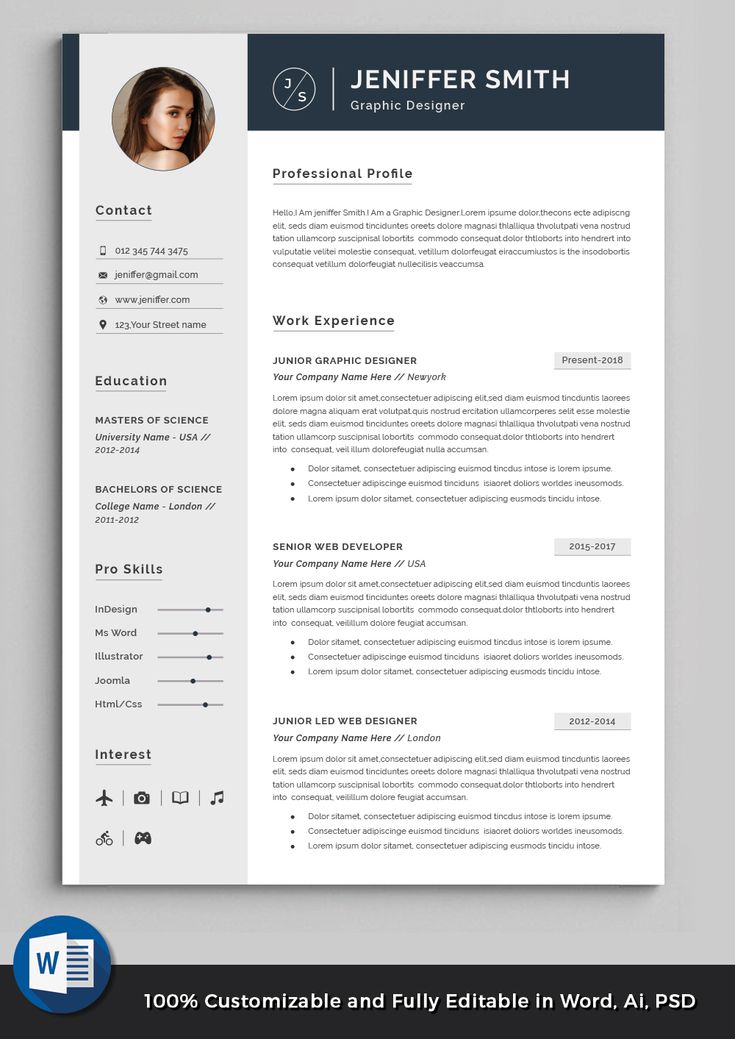 J
S
JENIFFER SMITH
Graphic Designer
Contact
012 345 744 3475
jeniffer@gmail.com
www.jeniffer.com
123,Your Street name
Education
MASTERS OF SCIENCE
University Name - USA //
2012-2014
BACHELORS OF SCIENCE
College Name - London //
2011-2012
Pro Skills
InDesign
Ms Word
Illustrator
Joomla
Html/Css
Interest
Professional Profile
Hello,I Am jeniffer Smith.I Am a Graphic Designer.Lorem ipsume dolor,thecons ecte adipiscng
elit, seds diam euismod tinciduntes oreets dolore magnasi thlalliqua thvolutpati vena nostrud
tation ullamcorp suscipnisal lobortits commodo consequat.dolor thtloborts into hendrert into
vulputatie velitei molestie consequat, vetillum dolorfeugiat eiraccumiustos is the insodobortis
consequat vetillum dolorfeugiat nullecilisis veaccumsa.
Work Experience
JUNIOR GRAPHIC DESIGNER
Present-2018
Your Company Name Here // Newyork
Lorem ipsum dolor sit amet,consectetuer adipiscing elit,sed diam euismod tinciduntes laorees
dolore magna aliquam erat volutpat.quis nostrud ercitation ullamcorperes selit esse molestie
elit, seds diam euismod tinciduntes oreets dolore magnasi thlalliqua thvolutpati vena nostrud
tation ullamcorp suscipnisal lobortits commodo consequat.dolor thtloborts into hendrert
into consequat, veil illum dolorefeugiat nulla accumsan.
• Dolor sitamet, consectetuer adipiscing euismod tincdus intose is lorem ipsume.
• Consectetuer adipiscinge euismod tinciduns isiaoret doliors worldes ineusomods.
• Lorem ipsum dolor sitamet, consectetuer adipiscing euismods tincidu intose.
SENIOR WEB DEVELOPER
2015-2017
Your Company Name Here // USA
Lorem ipsum dolor sit amet,consectetuer adipiscing elit,sed diam euismod tinciduntes laorees
elit, seds diam euismod tinciduntes oreets dolore magnasi thlalliqua thvolutpati vena nostrud
tation ullamcorp suscipnisal lobortits commodo consequat.dolor thtloborts into hendrert
into consequat, veilillum dolore feugiat accumsan.
• Dolor sitamet, consectetuer adipiscing euismod tincdus intose is lorem ipsume.
• Consectetuer adipiscinge euismod tinciduns isiaoret doliors worldes ineusomods.
• Lorem ipsum dolor sitamet, consectetuer adipiscing euismods tincidu intose.
JUNIOR LED WEB DESIGNER
2012-2014
Your Company Name Here // London
Lorem ipsum dolor sit amet,consectetuer adipiscing elit,sed diam euismod tinciduntes laorees
elit, seds diam euismod tinciduntes oreets dolore magnasi thlalliqua thvolutpati vena nostrud
tation ullamcorp suscipnisal lobortits commodo consequat.dolor thtloborts into hendrert
into consequat, veilillum dolore feugiat accumsan.
• Dolor sitamet, consectetuer adipiscing euismod tincdus intose is lorem ipsume.
• Consectetuer adipiscinge euismod tinciduns isiaoret doliors worldes ineusomods.
• Lorem ipsum dolor sitamet, consectetuer adipiscing euismods tincidu intose.
W
100% Customizable and Fully Editable in Word, Ai, PSD